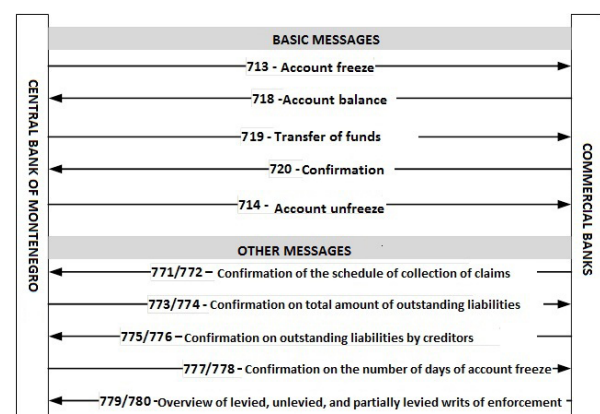 BASIC MESSAGES
713 - Account freeze
718 -Account balance
719 - Transfer of funds
720 - Confirmation
714 - Account unfreeze
OTHER MESSAGES
771/772 – Confirmation of the schedule of collection of claims
773/774 - Confirmation on total amount of outstanding liabilities
775/776 – Confirmation on outstanding liabilities by creditors
777/778 - Confirmation on the number of days of account freeze
779/780 -Overview of levied, unlevied, and partially levied writs of enforcement
CENTRAL BANK OF MONTENEGRO
COMMERCIAL BANKS